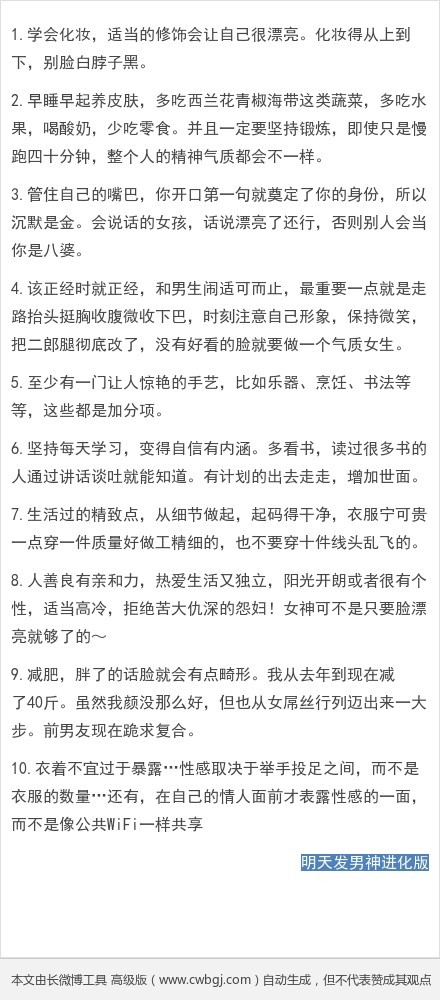 1.学会化妆，适当的修饰会让自己很漂亮。化妆得从上到
下，别脸白脖子黑。
2.早睡早起养皮肤，多吃西兰花青椒海带这类蔬菜，多吃水
果，喝酸奶，少吃零食。并且一定要坚持锻炼，即使只是慢
跑四十分钟，整个人的精神气质都会不一样。
3.管住自己的嘴巴，你开口第一句就奠定了你的身份，所以
沉默是金。会说话的女孩，话说漂亮了还行，否则别人会当
你是八婆。
4.该正经时就正经，和男生闹适可而止，最重要一点就是走
路抬头挺胸收腹微收下巴，时刻注意自己形象，保持微笑，
把二郎腿彻底改了，没有好看的脸就要做一个气质女生。
5.至少有一门让人惊艳的手艺，比如乐器、烹饪、书法等
等，这些都是加分项。
6.坚持每天学习，变得自信有内涵。多看书，读过很多书的
人通过讲话谈吐就能知道。有计划的出去走走，增加世面。
7.生活过的精致点，从细节做起，起码得干净，衣服宁可贵
一点穿一件质量好做工精细的，也不要穿十件线头乱飞的。
8.人善良有亲和力，热爱生活又独立，阳光开朗或者很有个
性，适当高冷，拒绝苦大仇深的怨妇！女神可不是只要脸漂
亮就够了的～
9.减肥，胖了的话脸就会有点畸形。我从去年到现在减
了40斤。虽然我颜没那么好，但也从女屌丝行列迈出来一大
步。前男友现在跪求复合。
10.衣着不宜过于暴露…性感取决于举手投足之间，而不是
衣服的数量…还有，在自己的情人面前才表露性感的一面，
而不是像公共WiFi一样共享
明天发男神进化版
本文由长微博工具 高级版（www.cwbgj.com）自动生成，但不代表赞成其观点